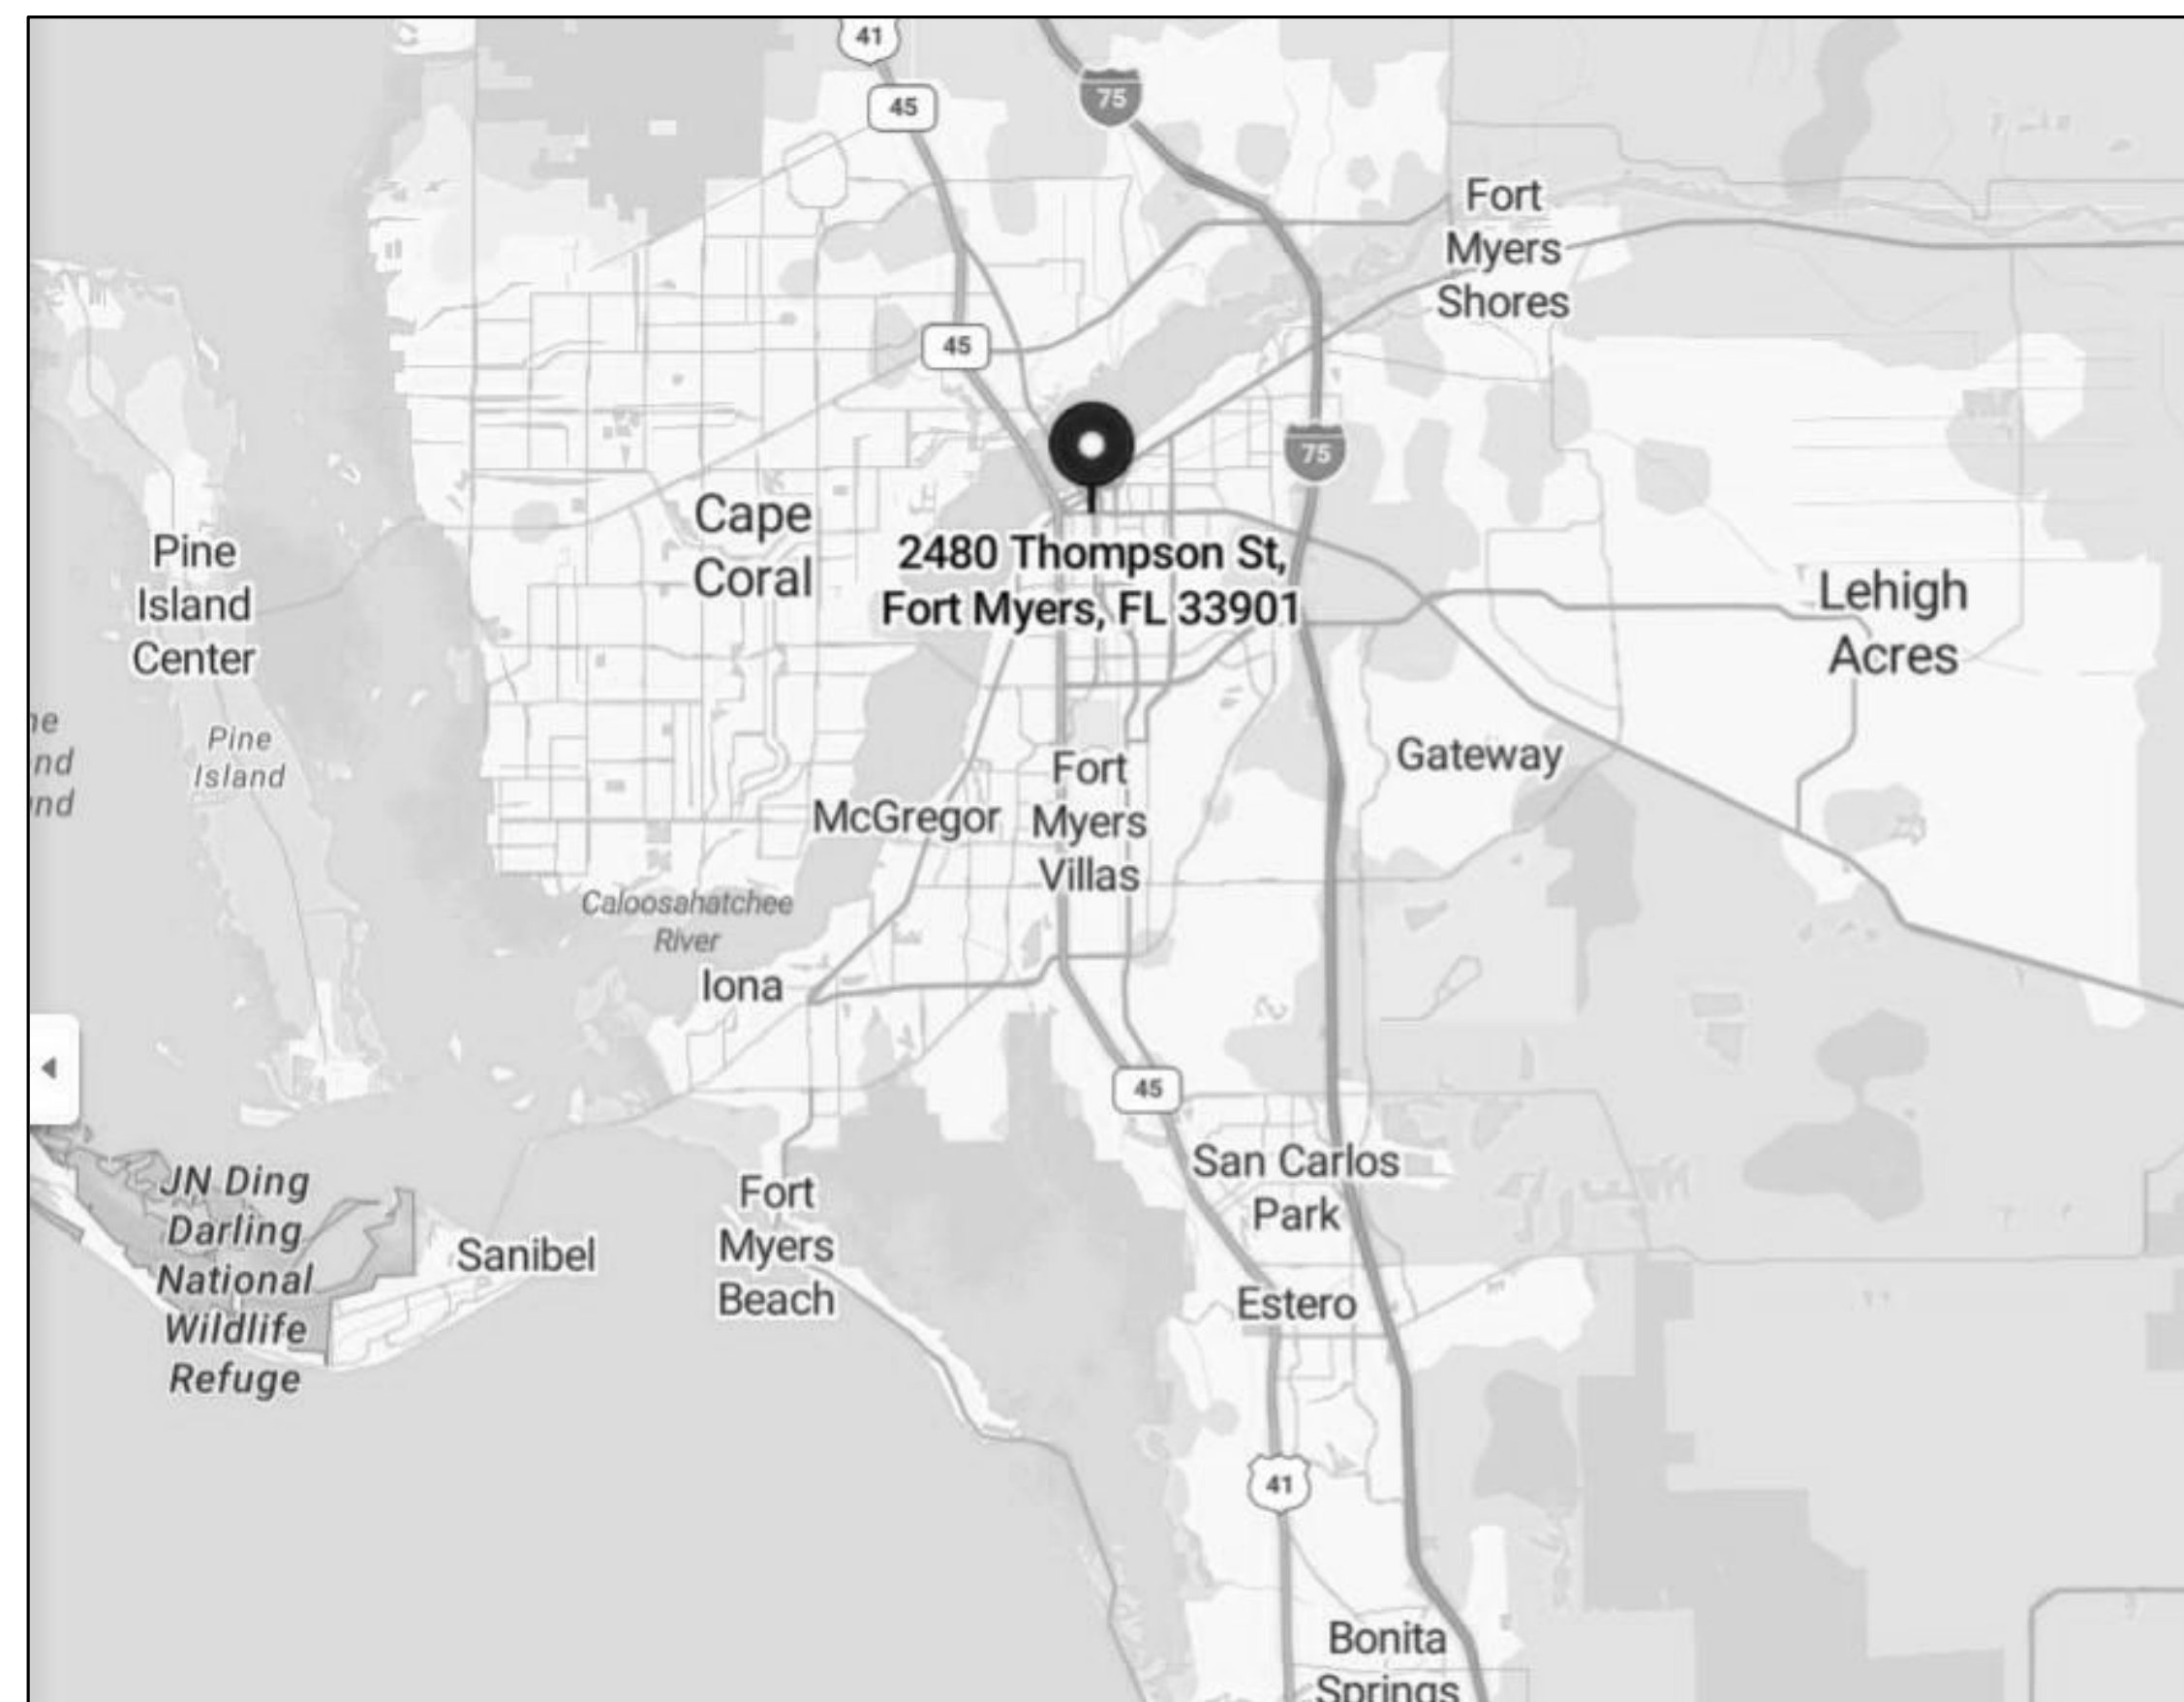 41
45
75
Fort
Myers
Shores
45
75
Cape
Coral
2480 Thompson St,
Fort Myers, FL 33901
Pine
Island
Center
Lehigh
Acres
Pine
Island
nd
Gateway
Fort
Myers
Villas
McGregor
Caloosahatchee
River
Iona
45
San Carlos
Park
JN Ding
Darling
National
Wildlife
Refuge
Sanibel
Fort
Myers
Beach
Estero
41
Bonita
Springs